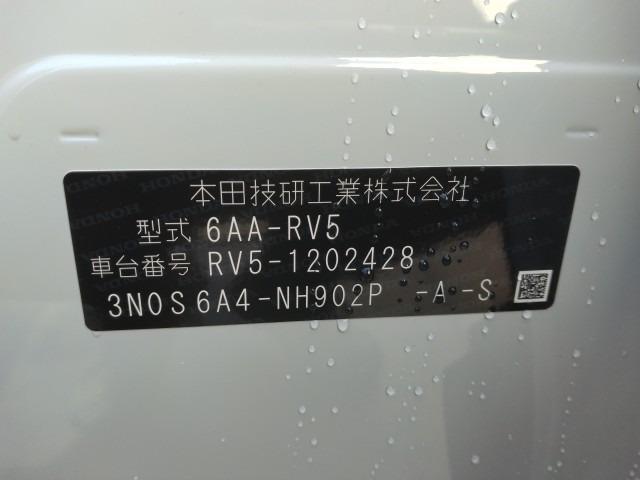 本田技研工業株式会社
型式 6AA-RV5
車台番号 RV5-1202428
3N0S6A4-NH902P -A-S